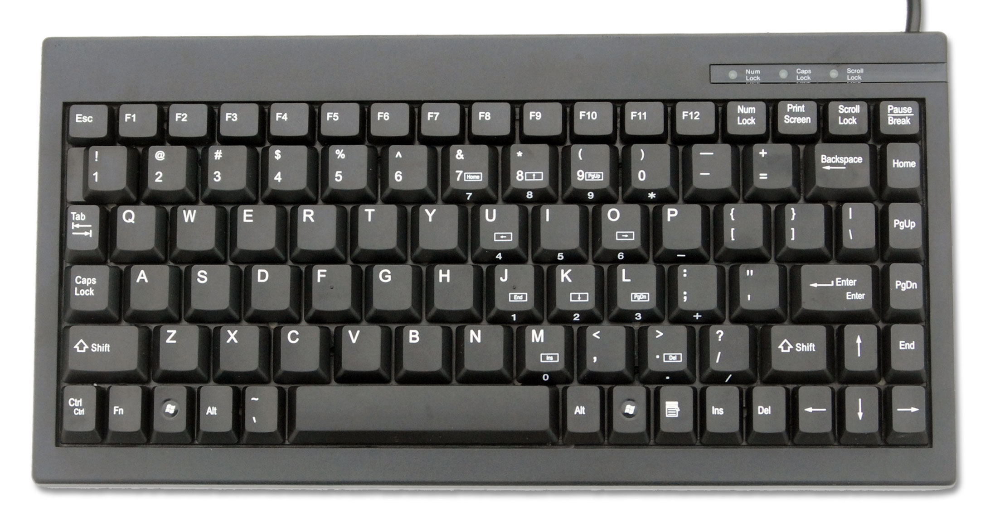 Num Caps Scroll
Lock Lock Lock
Esc F1 F2 F3 F4 F5 F6 F7 F8 F9 F10 F11 F12 Num Lock Print Screen Scroll Lock Pause Break
! @ # $ % ^ & * ( ) — + Backspace Home
1 2 3 4 5 6 7 Home 8 ↑ 9 PgUp 0 - = ←
7 8 9 *
Tab Q W E R T Y U I O P { } | PgUp
← → [ ] \
4 5 6 -
Caps Lock A S D F G H J K L : " Enter PgDn
End ↓ PgDn ; ' Enter
1 2 3 +
Shift Z X C V B N M < > ? Shift ↑ End
Ins , . Del /
0 . /
Ctrl Fn Alt ~ Alt Ins Del ← ↓ →
Ctrl `